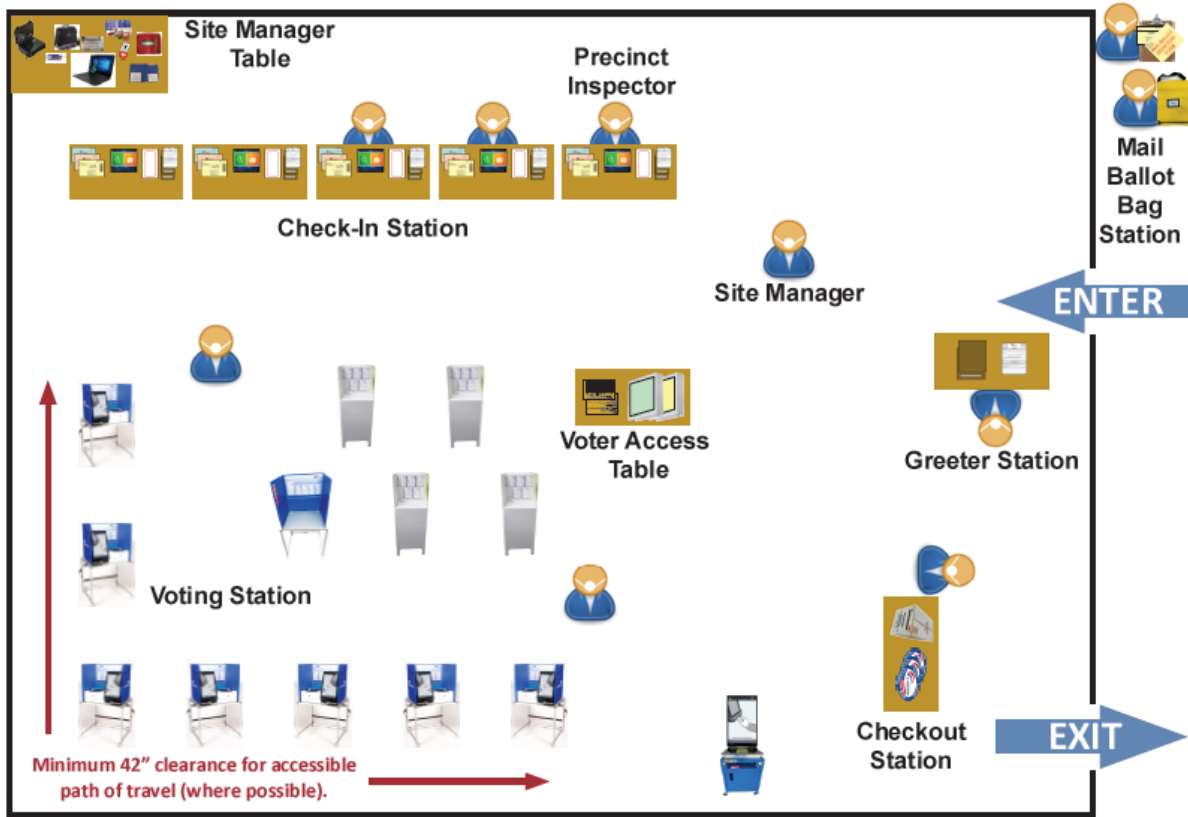 Site Manager
Table
Precinct
Inspector
Mail
Ballot
Bag
Station
Check-In Station
Site Manager
ENTER
Voter Access
Table
Greeter Station
Voting Station
Checkout
Station
EXIT
Minimum 42” clearance for accessible
path of travel (where possible).